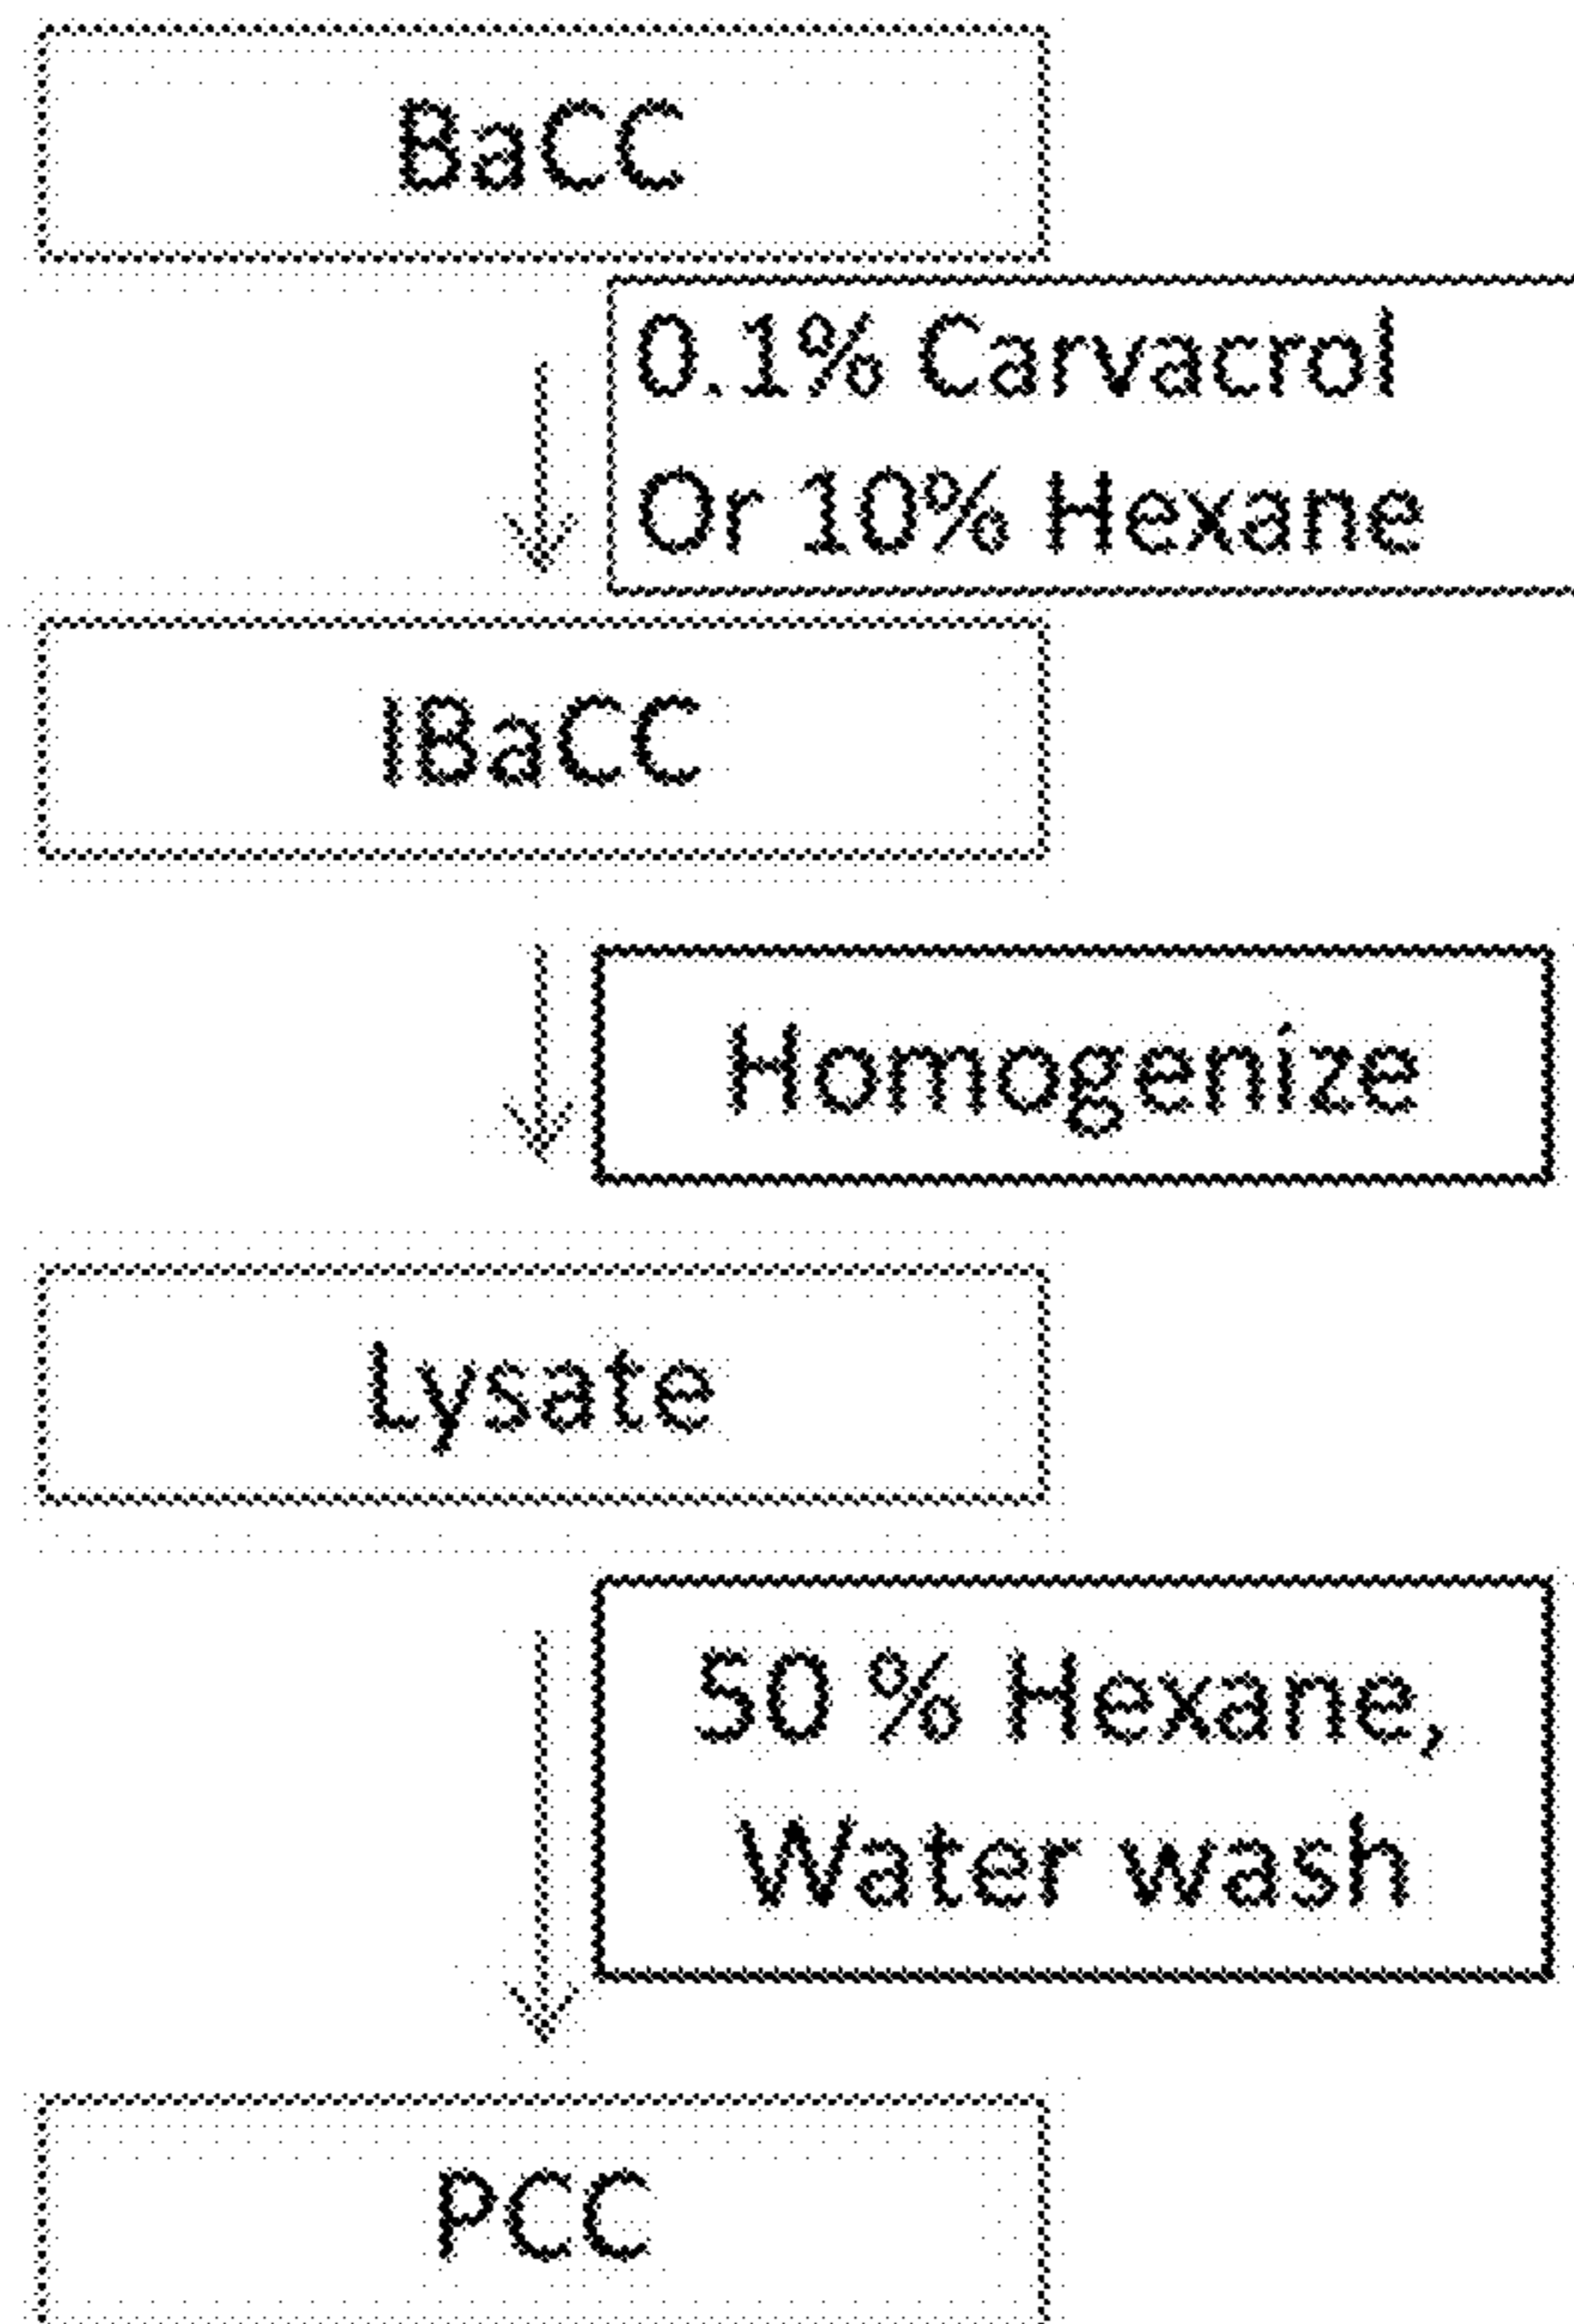 BaCC
0.1% Carvacrol
Or 10% Hexane
IBaCC
Homogenize
Lysate
50 % Hexane,
Water wash
PCC